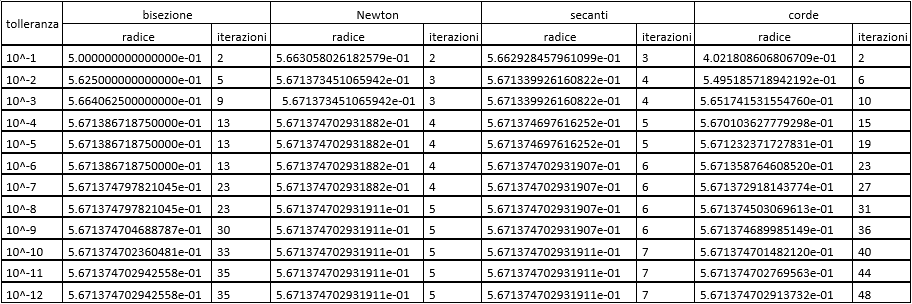 tolleranza bisezione Newton secanti corde
radice iterazioni radice iterazioni radice iterazioni radice iterazioni
10^-1 5.000000000000000e-01 2 5.663058026182579e-01 2 5.662928457961099e-01 3 4.021808606806709e-01 2
10^-2 5.625000000000000e-01 5 5.671373451065942e-01 3 5.671339926160822e-01 4 5.495185718942192e-01 6
10^-3 5.664062500000000e-01 9 5.671373451065942e-01 3 5.671339926160822e-01 4 5.651741531554760e-01 10
10^-4 5.671386718750000e-01 13 5.671374702931882e-01 4 5.671374697616252e-01 5 5.670103627779298e-01 15
10^-5 5.671386718750000e-01 13 5.671374702931882e-01 4 5.671374697616252e-01 5 5.671232371727831e-01 19
10^-6 5.671386718750000e-01 13 5.671374702931882e-01 4 5.671374702931907e-01 6 5.671358764608520e-01 23
10^-7 5.671374797821045e-01 23 5.671374702931882e-01 4 5.671374702931907e-01 6 5.671372918143774e-01 27
10^-8 5.671374797821045e-01 23 5.671374702931911e-01 5 5.671374702931907e-01 6 5.671374503069613e-01 31
10^-9 5.671374704688787e-01 30 5.671374702931911e-01 5 5.671374702931907e-01 6 5.671374689985149e-01 36
10^-10 5.671374702360481e-01 33 5.671374702931911e-01 5 5.671374702931911e-01 7 5.671374701482120e-01 40
10^-11 5.671374702942558e-01 35 5.671374702931911e-01 5 5.671374702931911e-01 7 5.671374702769563e-01 44
10^-12 5.671374702942558e-01 35 5.671374702931911e-01 5 5.671374702931911e-01 7 5.671374702913732e-01 48